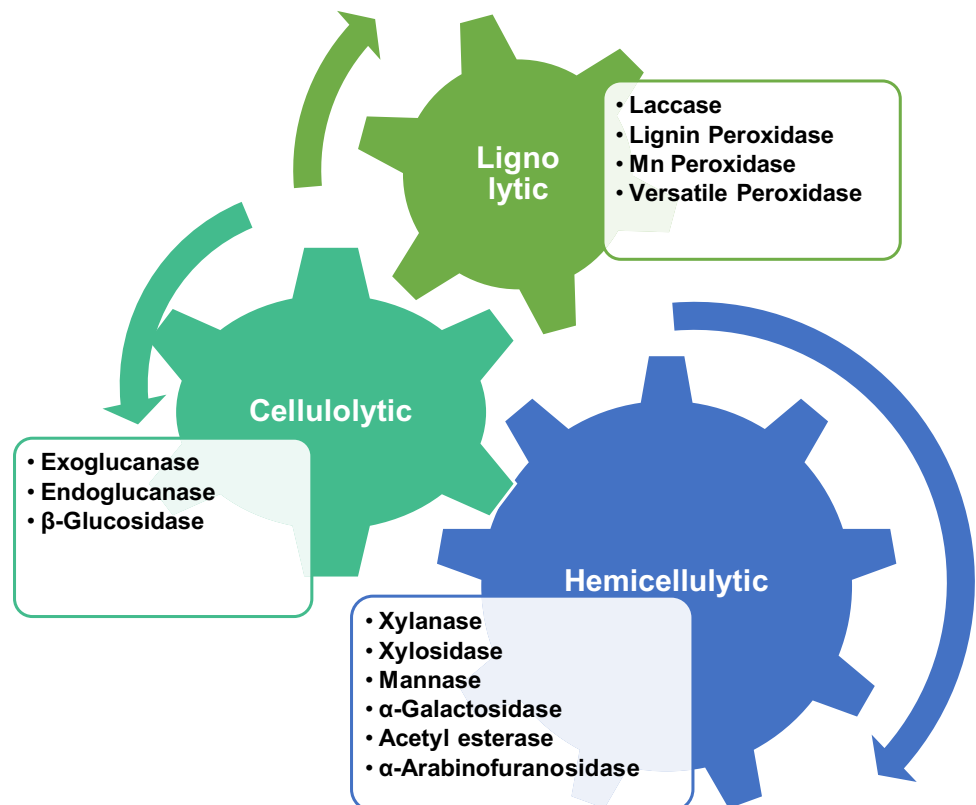 Ligno
lytic
• Laccase
• Lignin Peroxidase
• Mn Peroxidase
• Versatile Peroxidase
Cellulolytic
• Exoglucanase
• Endoglucanase
• β-Glucosidase
Hemicellulytic
• Xylanase
• Xylosidase
• Mannase
• α-Galactosidase
• Acetyl esterase
• α-Arabinofuranosidase